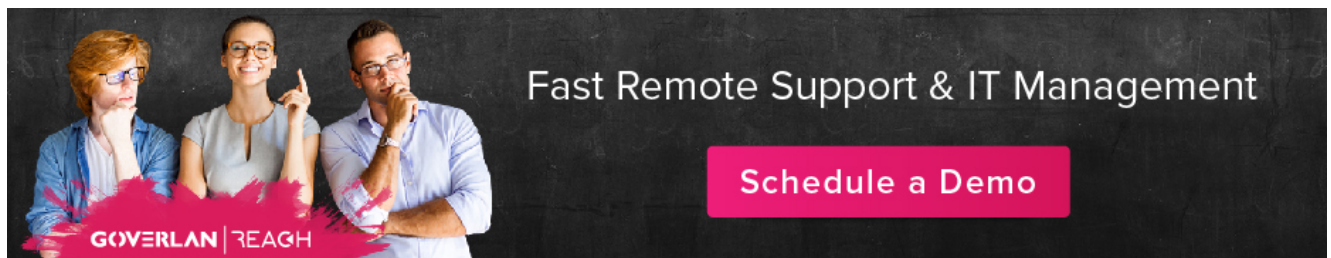 Fast Remote Support & IT Management
Schedule a Demo
GOVERLAN | REACH